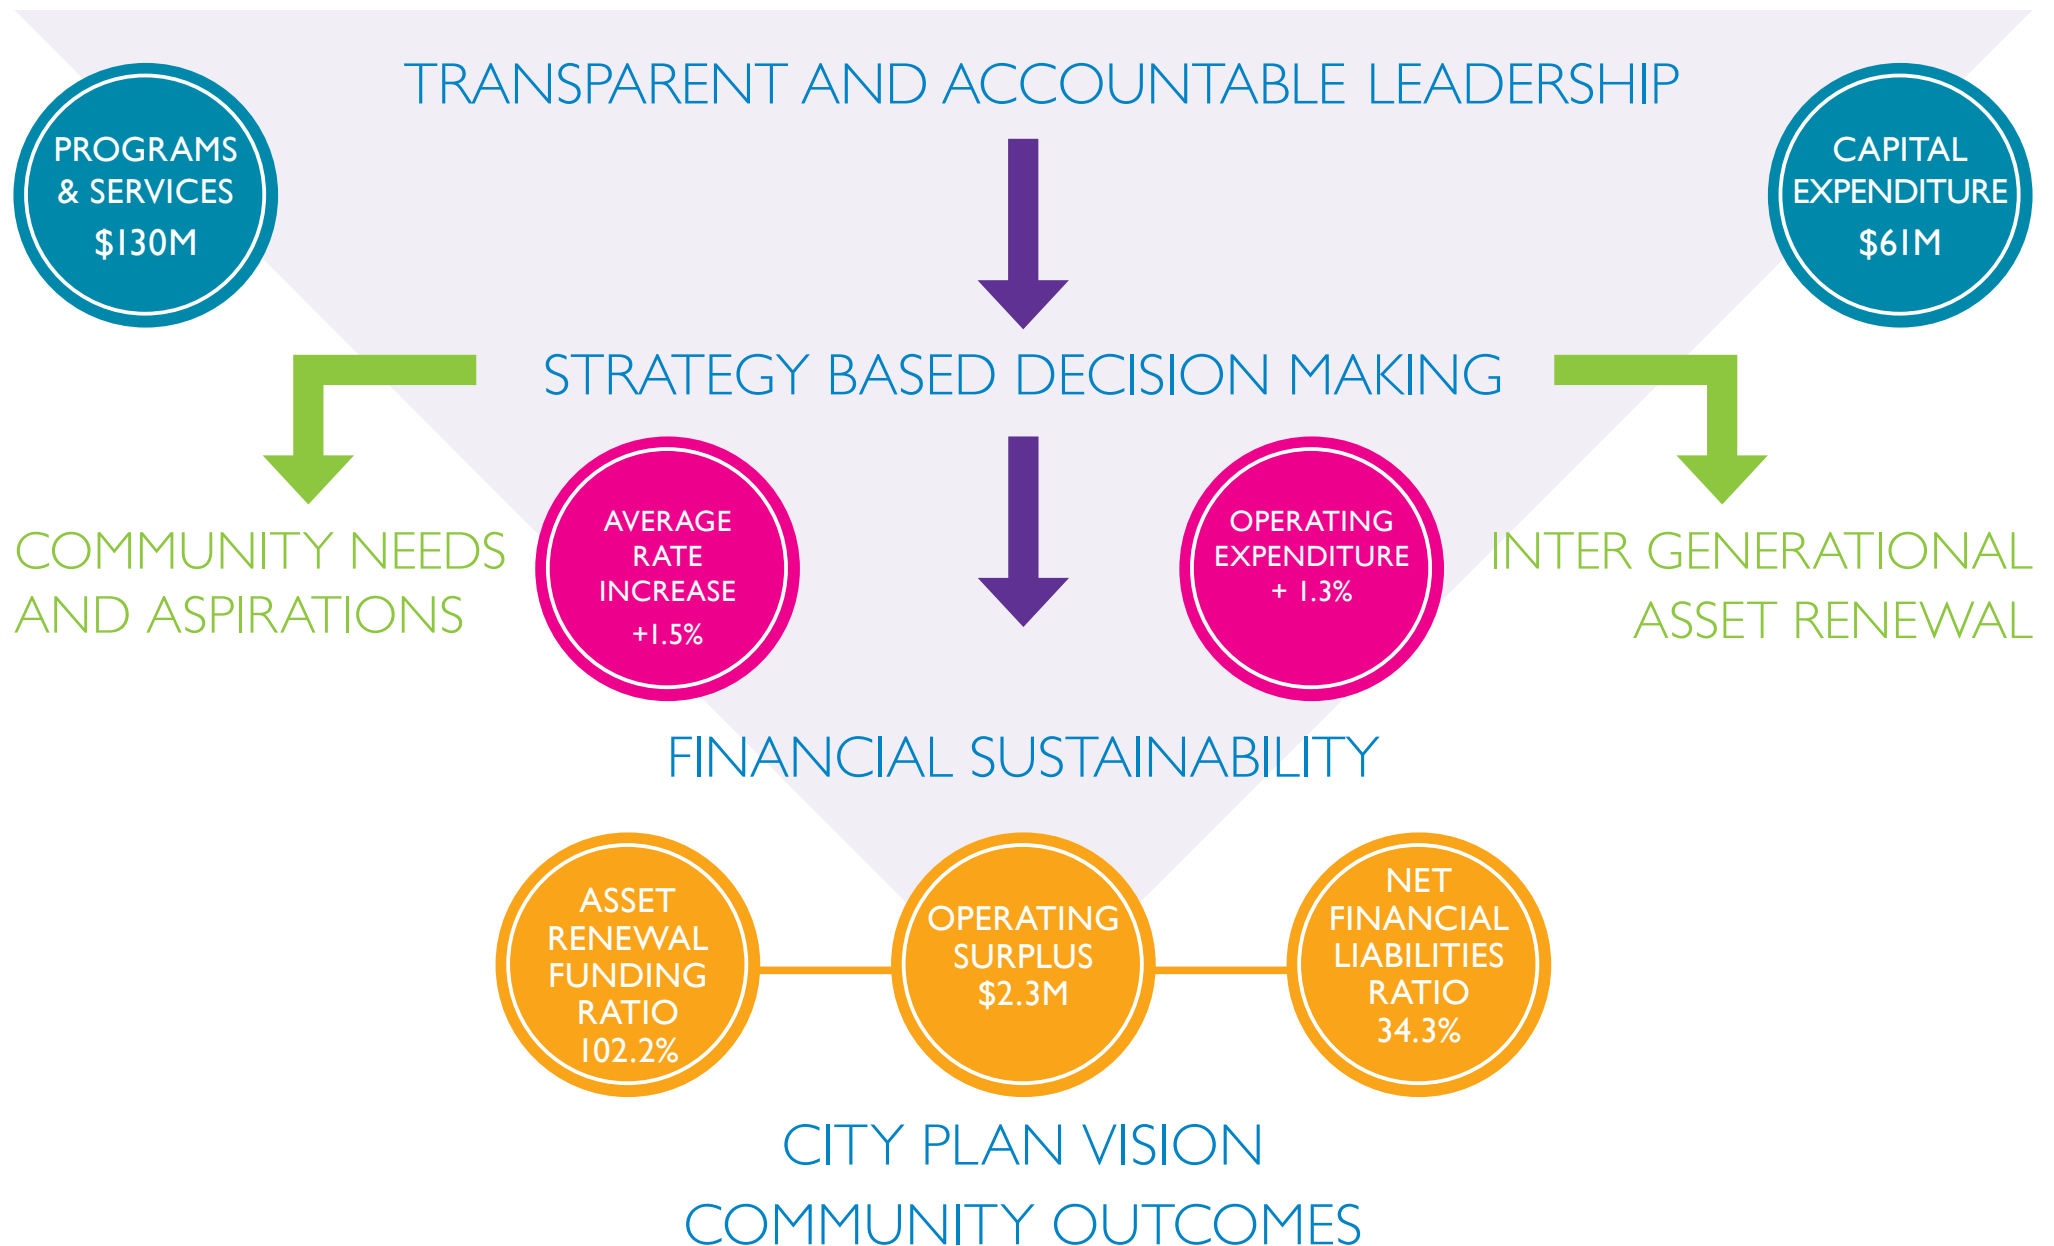 TRANSPARENT AND ACCOUNTABLE LEADERSHIP
PROGRAMS
& SERVICES
$130M
CAPITAL
EXPENDITURE
$61M
STRATEGY BASED DECISION MAKING
COMMUNITY NEEDS
AND ASPIRATIONS
AVERAGE
RATE
INCREASE
+1.5%
OPERATING
EXPENDITURE
+ 1.3%
INTER GENERATIONAL
ASSET RENEWAL
FINANCIAL SUSTAINABILITY
ASSET
RENEWAL
FUNDING
RATIO
102.2%
OPERATING
SURPLUS
$2.3M
NET
FINANCIAL
LIABILITIES
RATIO
34.3%
CITY PLAN VISION
COMMUNITY OUTCOMES